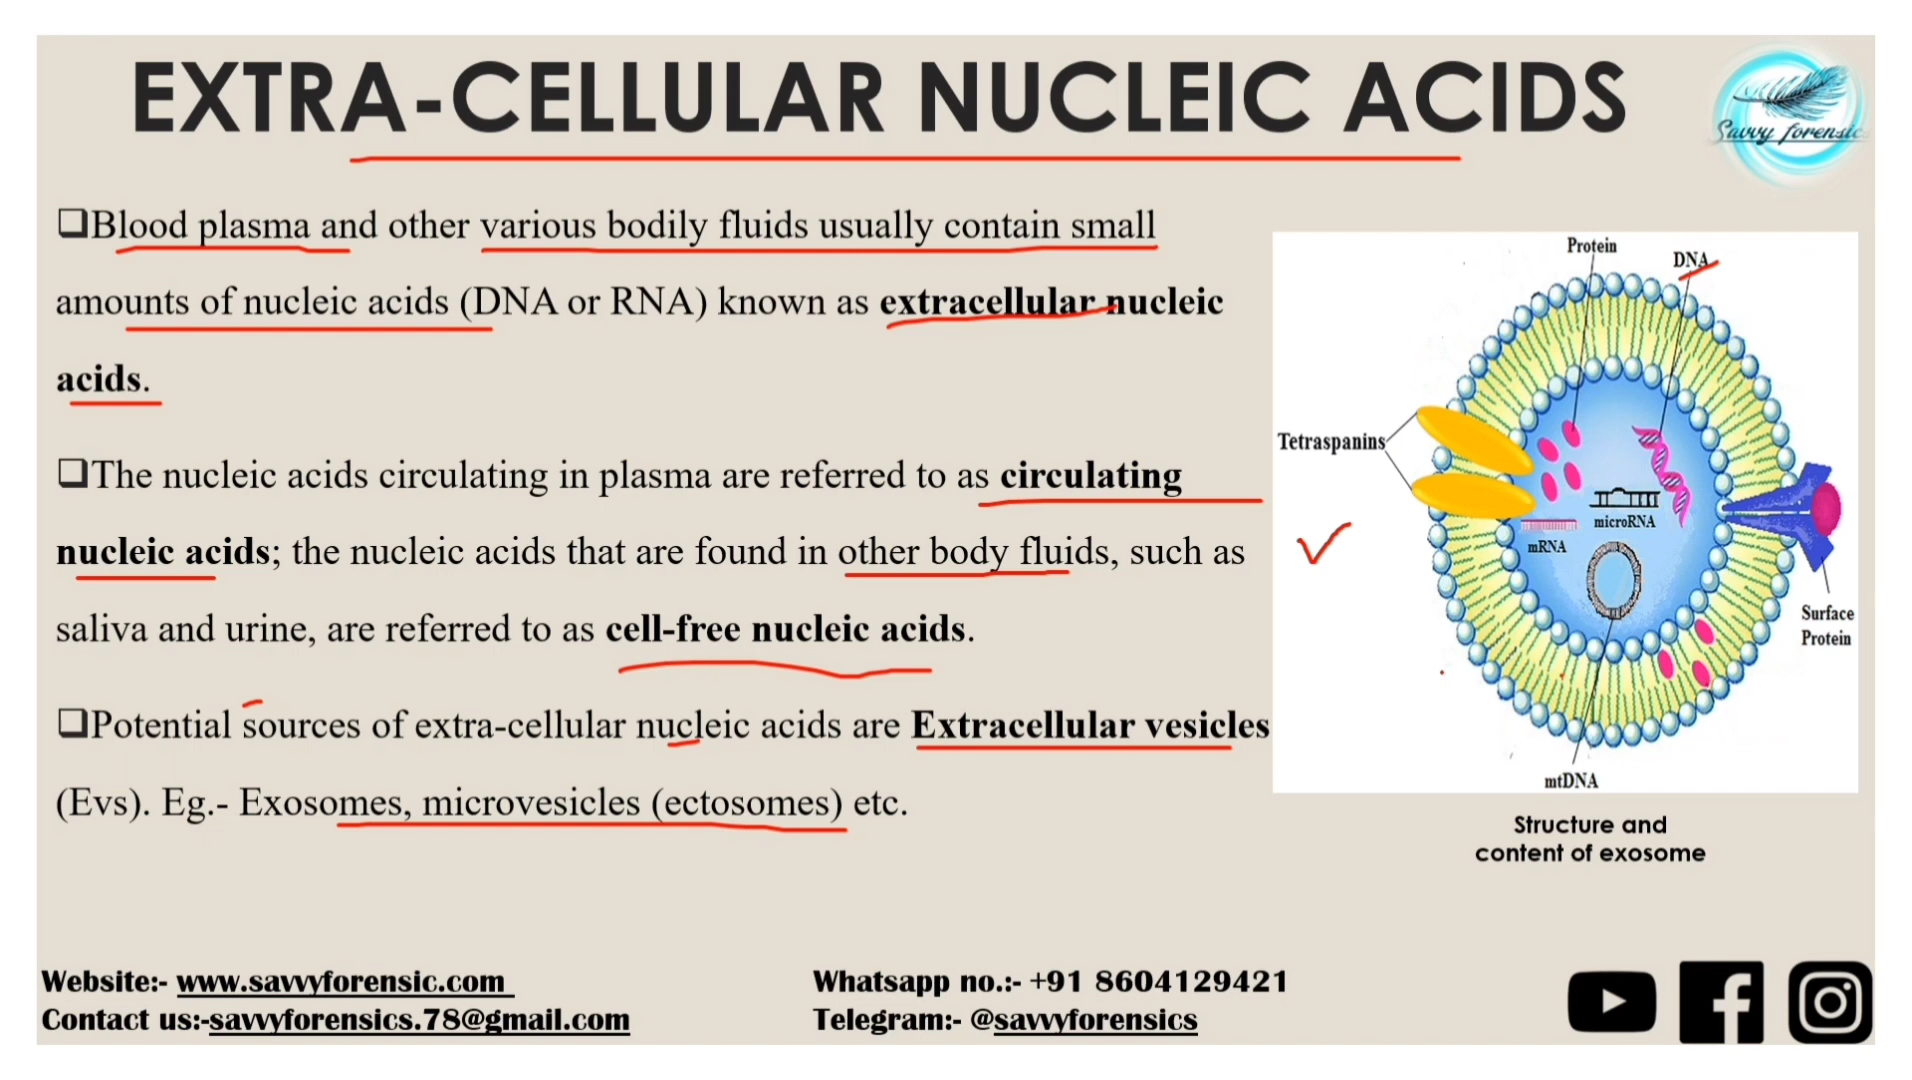 EXTRA-CELLULAR NUCLEIC ACIDS
Savvy forensics
❑Blood plasma and other various bodily fluids usually contain small
amounts of nucleic acids (DNA or RNA) known as extracellular nucleic
acids.
❑The nucleic acids circulating in plasma are referred to as circulating
nucleic acids; the nucleic acids that are found in other body fluids, such as
saliva and urine, are referred to as cell-free nucleic acids.
❑Potential sources of extra-cellular nucleic acids are Extracellular vesicles
(Evs). Eg.- Exosomes, microvesicles (ectosomes) etc.
Protein
DNA
Tetraspanins
microRNA
mRNA
Surface
Protein
mtDNA
Structure and
content of exosome
Website:- www.savvyforensic.com
Contact us:-savvyforensics.78@gmail.com
Whatsapp no.:- +91 8604129421
Telegram:- @savvyforensics